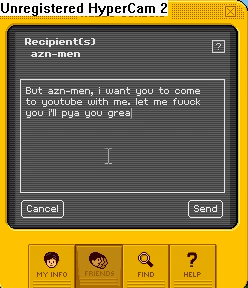 Unregistered HyperCam 2
Recipient(s)
azn-men
?
But azn-men, i want you to come
to youtube with me. let me fuuck
you i'll pya you grea
Cancel
Send
MY INFO
FRIENDS
FIND
?
HELP